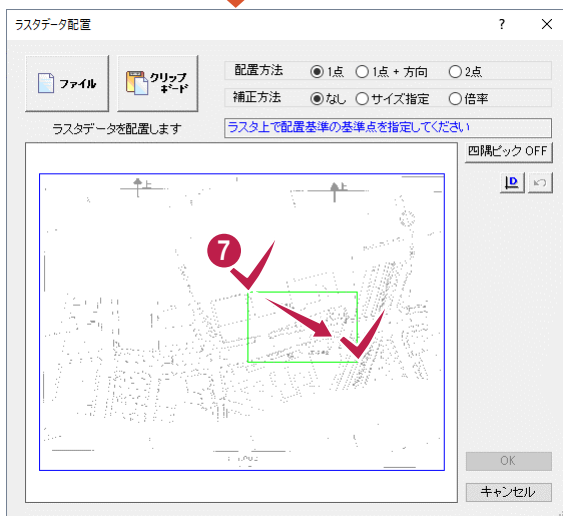 ラスタデータ配置
ファイル
クリップ
ボード
配置方法 1点 1点 + 方向 2点
補正方法 なし サイズ指定 倍率
ラスタデータを配置します
ラスタ上で配置基準の基準点を指定してください
四隅ピック OFF
D
上
上
7
OK
キャンセル